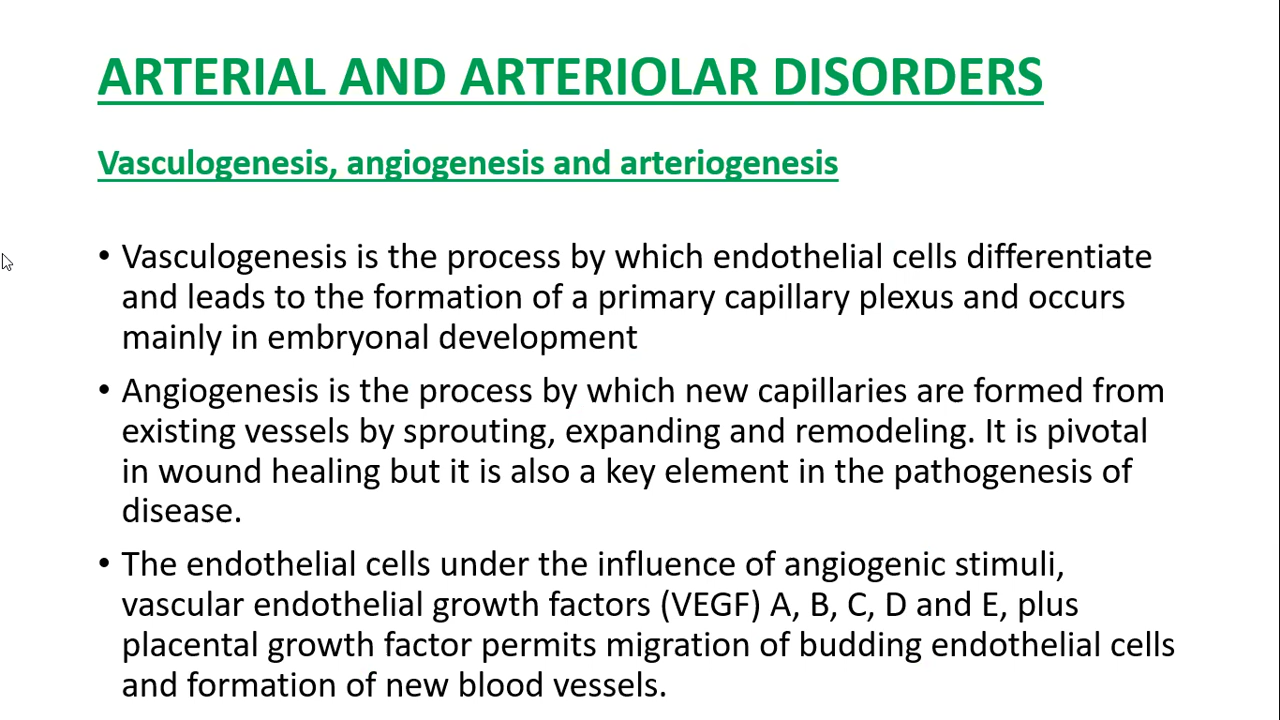 ARTERIAL AND ARTERIOLAR DISORDERS
Vasculogenesis, angiogenesis and arteriogenesis
• Vasculogenesis is the process by which endothelial cells differentiate
and leads to the formation of a primary capillary plexus and occurs
mainly in embryonal development
• Angiogenesis is the process by which new capillaries are formed from
existing vessels by sprouting, expanding and remodeling. It is pivotal
in wound healing but it is also a key element in the pathogenesis of
disease.
• The endothelial cells under the influence of angiogenic stimuli,
vascular endothelial growth factors (VEGF) A, B, C, D and E, plus
placental growth factor permits migration of budding endothelial cells
and formation of new blood vessels.